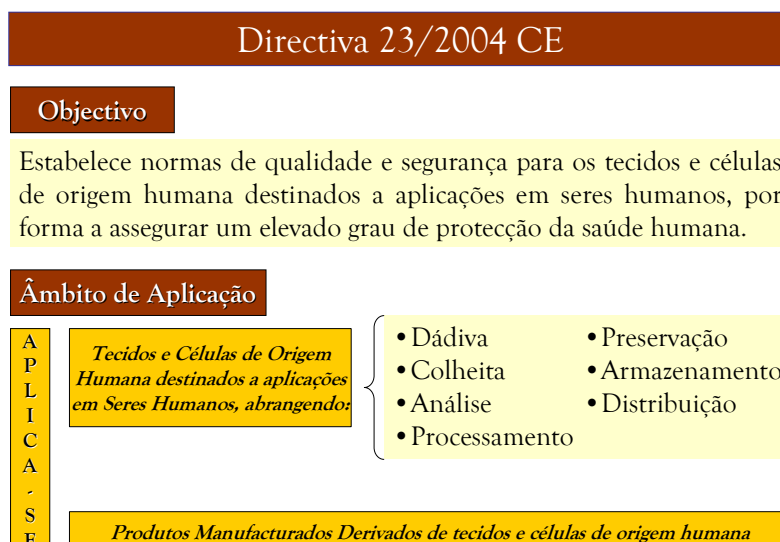 Directiva 23/2004 CE
Objectivo
Estabelece normas de qualidade e segurança para os tecidos e células
de origem humana destinados a aplicações em seres humanos, por
forma a assegurar um elevado grau de protecção da saúde humana.
Âmbito de Aplicação
A
P
L
I
C
A
-
S
E
Tecidos e Células de Origem
Humana destinados a aplicações
em Seres Humanos, abrangendo:
• Dádiva
• Colheita
• Análise
• Processamento
• Preservação
• Armazenamento
• Distribuição
Produtos Manufacturados Derivados de tecidos e células de origem humana